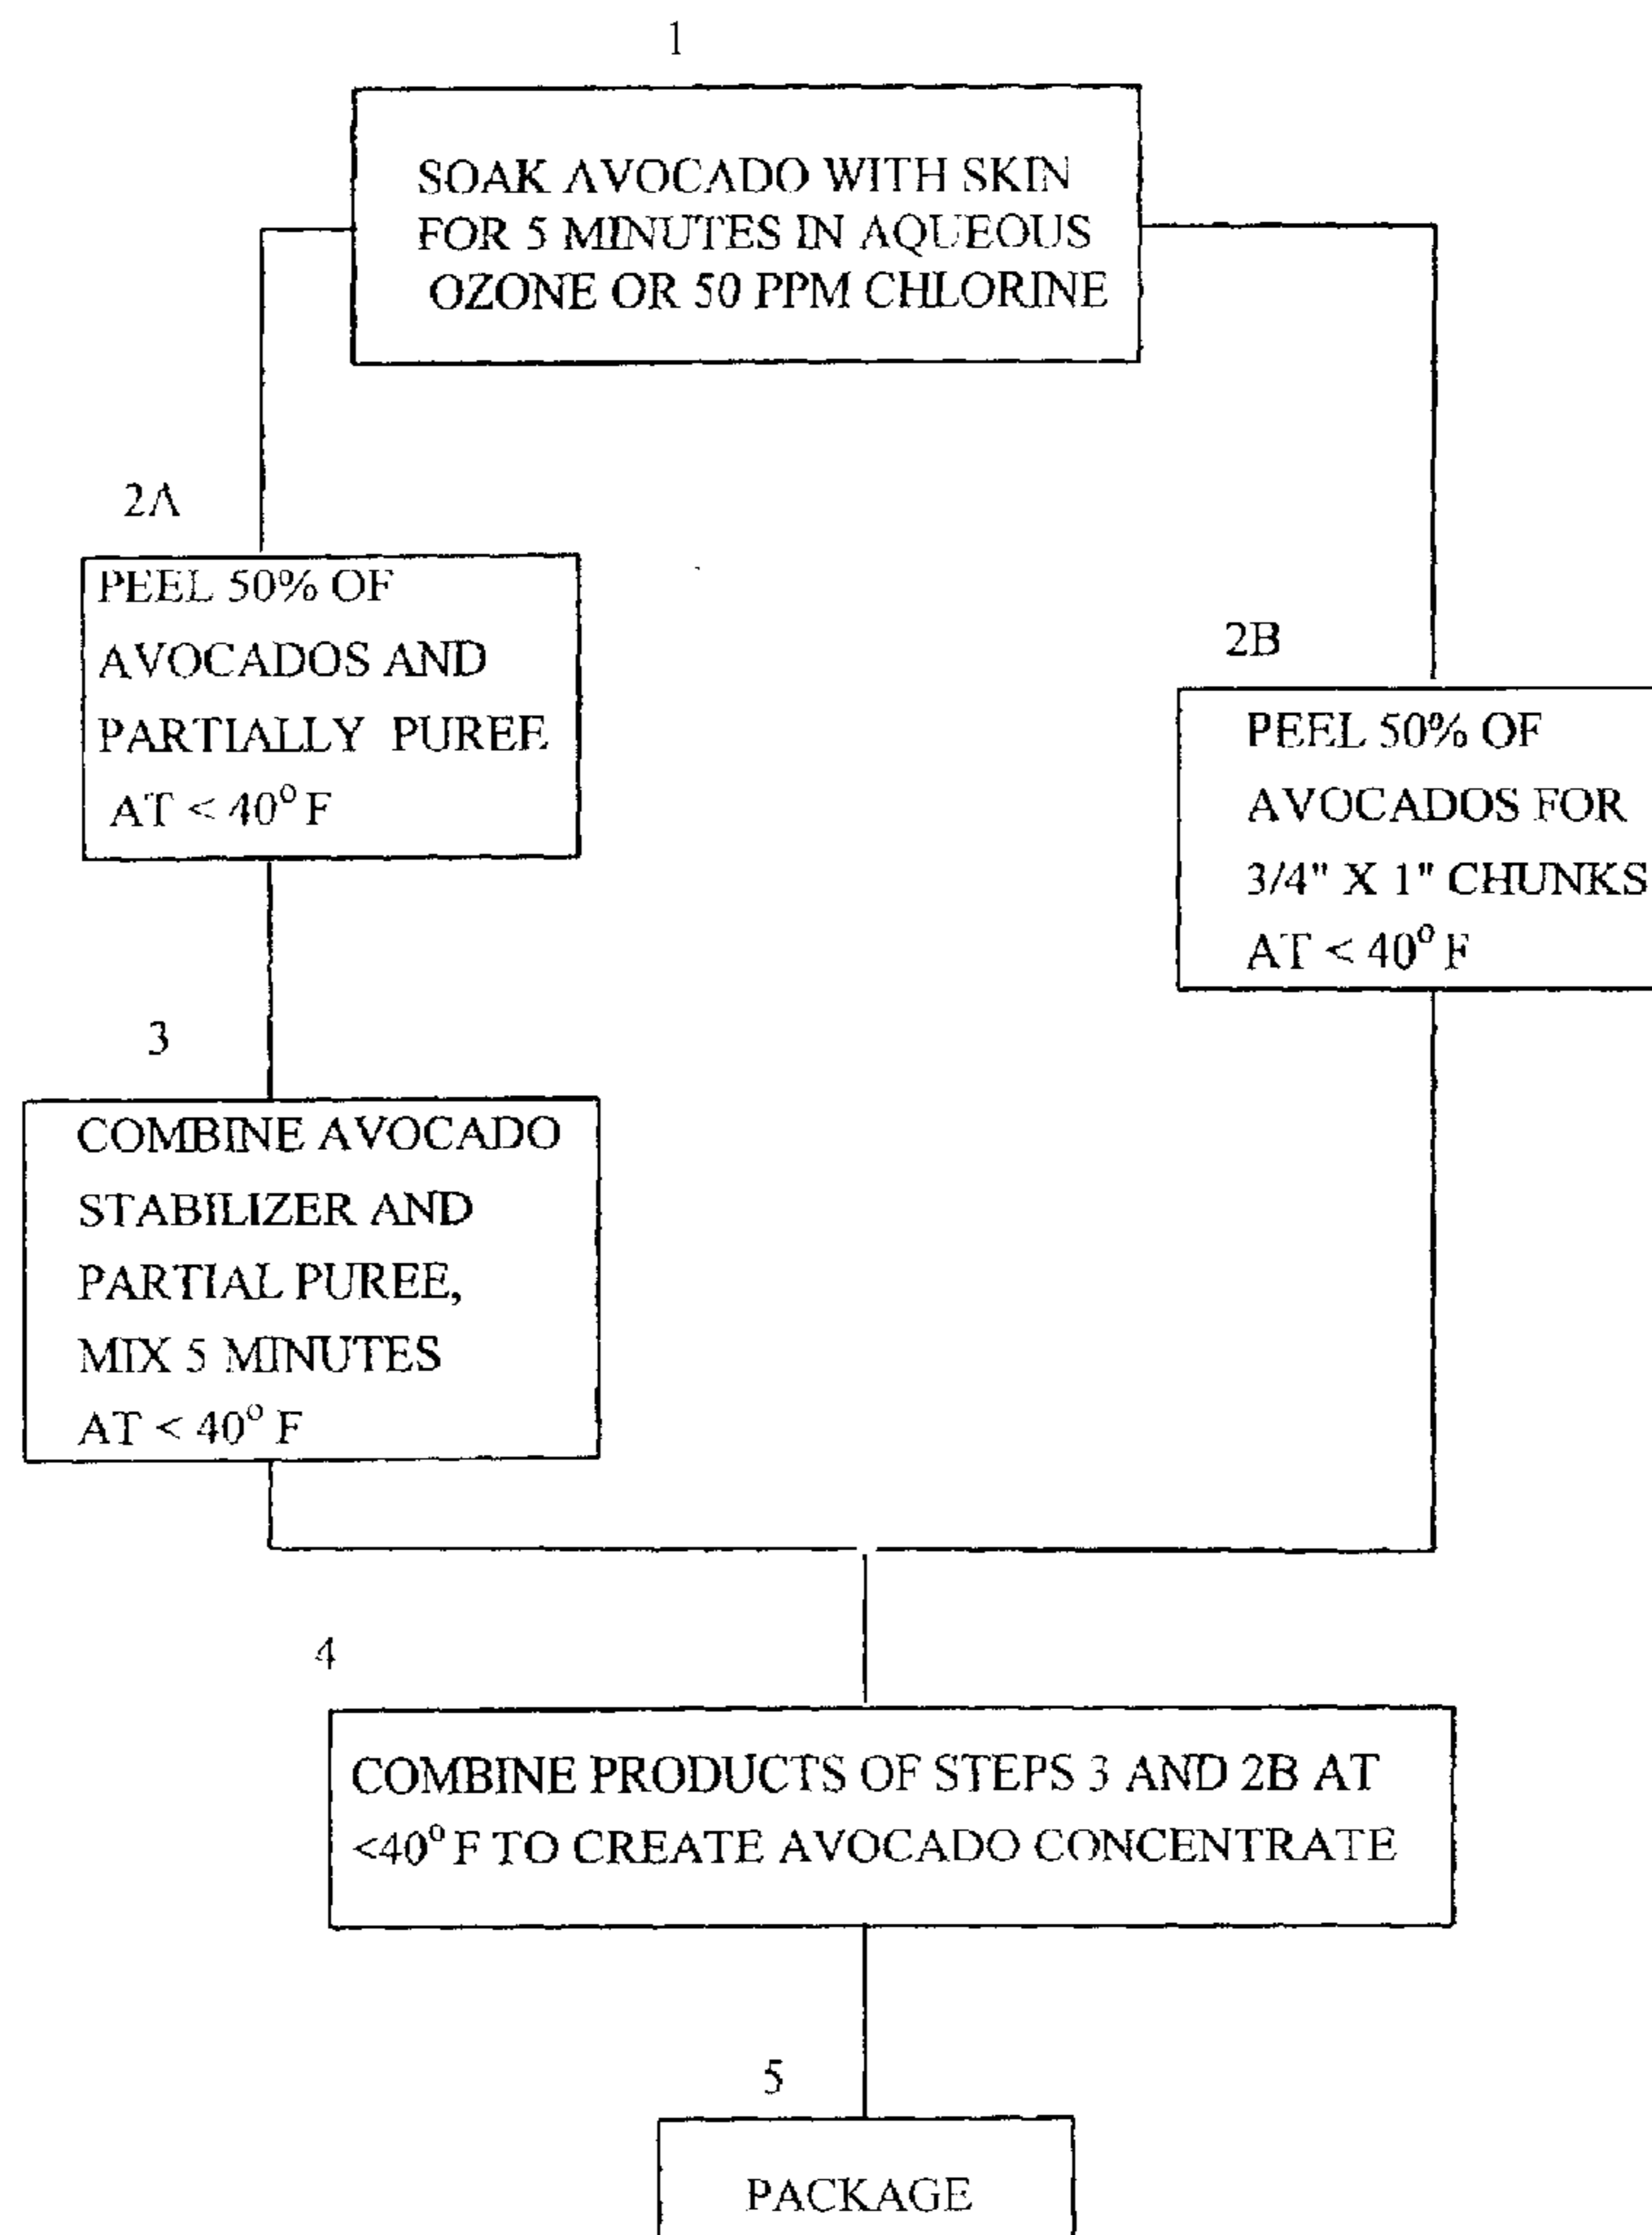 1
SOAK AVOCADO WITH SKIN
FOR 5 MINUTES IN AQUEOUS
OZONE OR 50 PPM CHLORINE
2A
PEEL 50% OF
AVOCADOS AND
PARTIALLY PUREE
AT < 40° F
2B
PEEL 50% OF
AVOCADOS FOR
3/4" X 1" CHUNKS
AT < 40° F
3
COMBINE AVOCADO
STABILIZER AND
PARTIAL PUREE,
MIX 5 MINUTES
AT < 40° F
4
COMBINE PRODUCTS OF STEPS 3 AND 2B AT
<40° F TO CREATE AVOCADO CONCENTRATE
5
PACKAGE